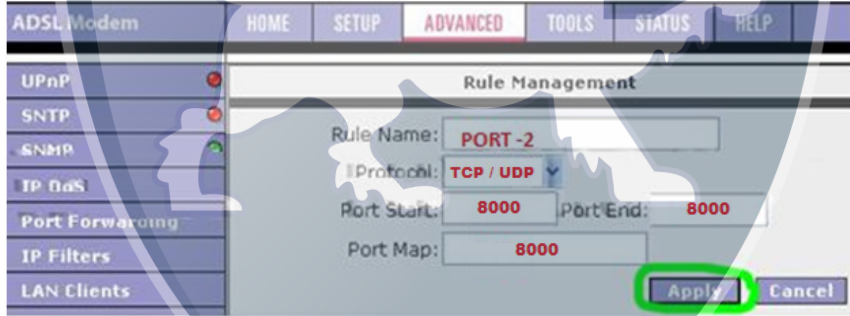 ADSL Modem HOME SETUP ADVANCED TOOLS STATUS HELP
UPnP
SNTP
SNMP
IP QoS
Port Forwarding
IP Filters
LAN Clients
Rule Management
Rule Name: PORT -2
Protocol: TCP / UDP
Port Start: 8000 Port End: 8000
Port Map: 8000
Apply Cancel